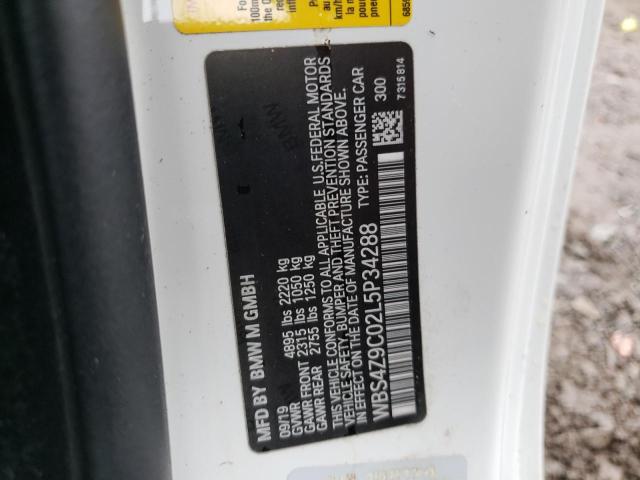 MFD BY BMW M GMBH
09/19
GVWR 4895 lbs 2220 kg
GAWR FRONT 2315 lbs 1050 kg
GAWR REAR 2755 lbs 1250 kg
THIS VEHICLE CONFORMS TO ALL APPLICABLE U.S.FEDERAL MOTOR
VEHICLE SAFETY, BUMPER AND THEFT PREVENTION STANDARDS
IN EFFECT ON THE DATE OF MANUFACTURE SHOWN ABOVE.
WBS4Z9C02L5P34288 TYPE: PASSENGER CAR
300
7315814
BMW